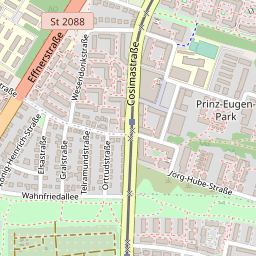 St 2088
Effnerstraße
Wesendonkstraße
Cosimastraße
Prinz-Eugen-
Park
König-Heinrich-Straße
Elsastraße
Gralstraße
Telramundstraße
Ortrudstraße
Jörg-Hube-Straße
Wahnfriedallee